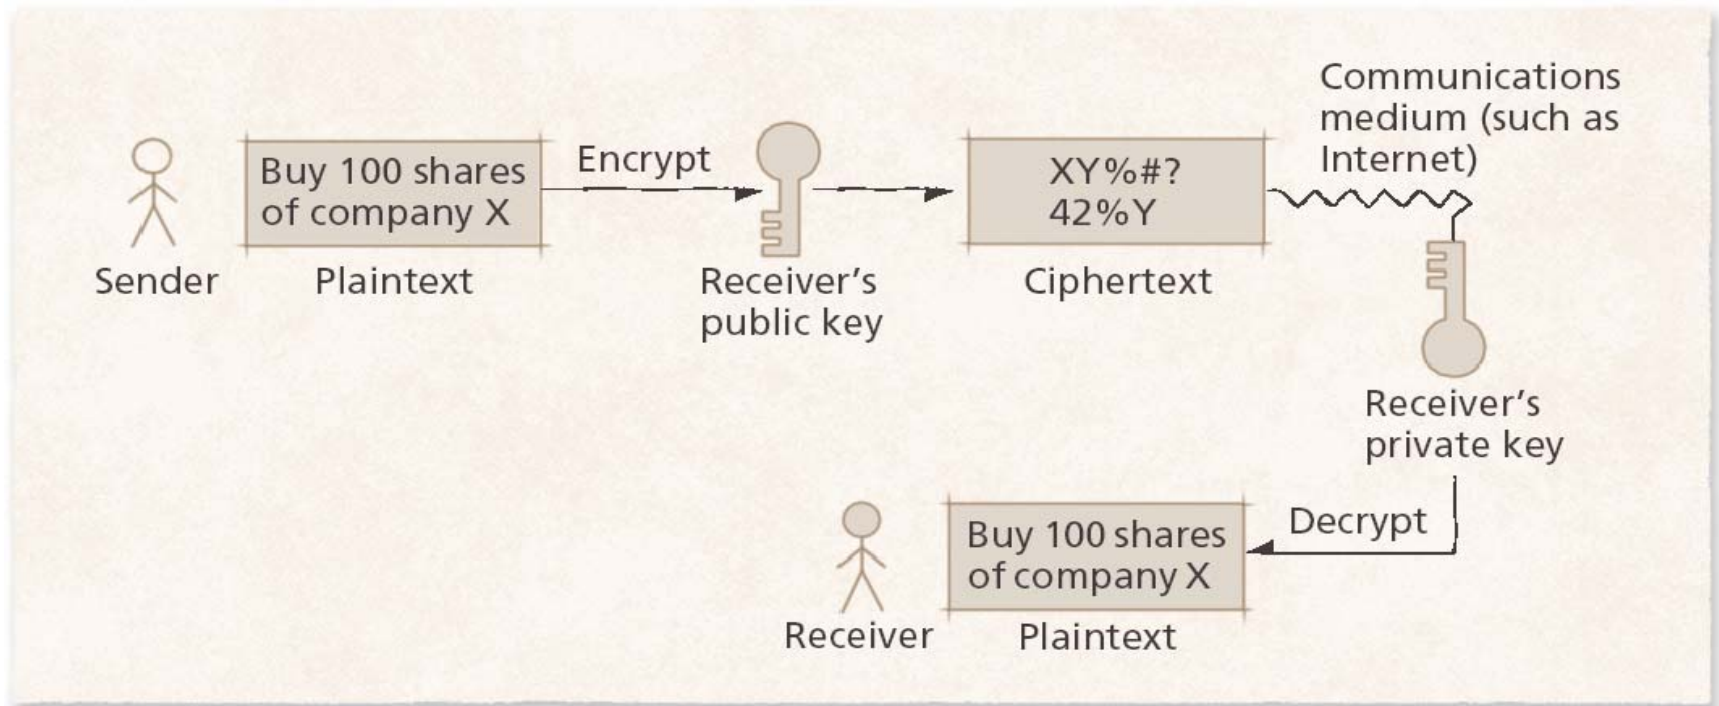 Communications
medium (such as
Internet)
Buy 100 shares
of company X
Encrypt
XY%#?
42%Y
Sender
Plaintext
Receiver’s
public key
Ciphertext
Receiver’s
private key
Buy 100 shares
of company X
Decrypt
Receiver
Plaintext